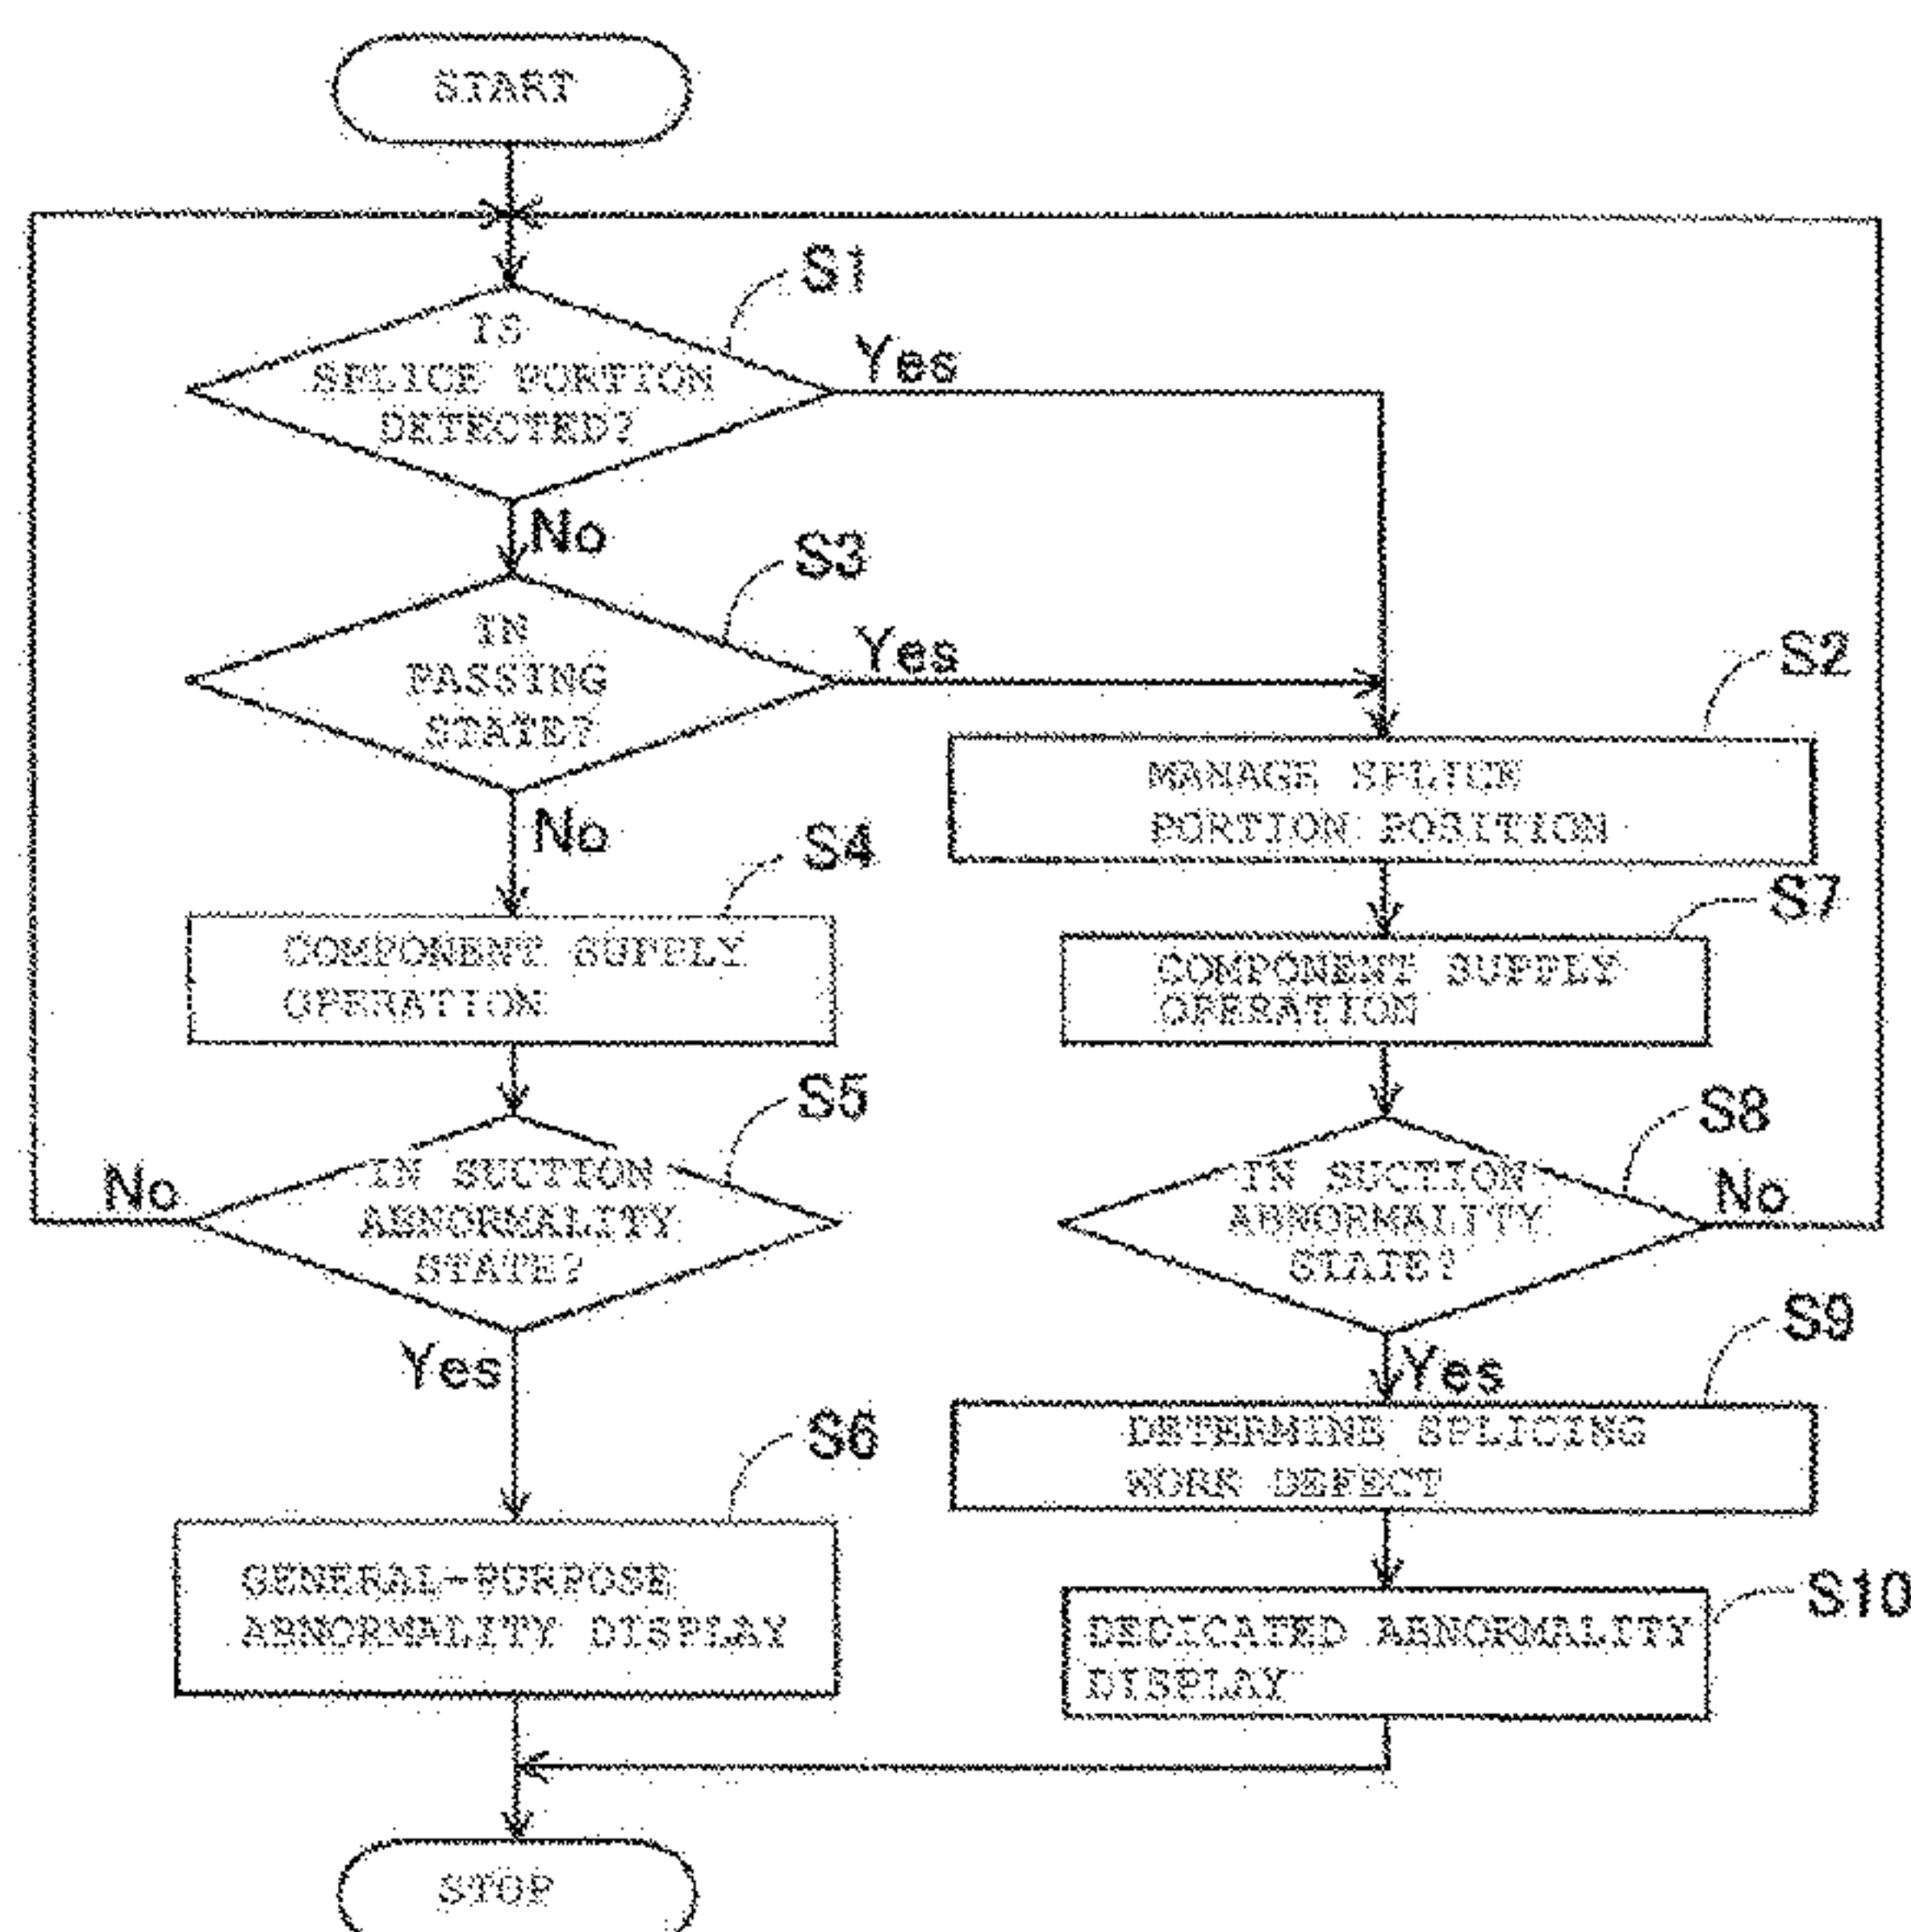 START
S1
IS
SPLICE PORTION
DETECTED?
Yes
No
S3
IN
PASSING
STATE?
Yes
No
S2
MANAGE SPLICE
PORTION POSITION
S4
COMPONENT SUPPLY
OPERATION
S7
COMPONENT SUPPLY
OPERATION
S5
IN SUCTION
ABNORMALITY
STATE?
No
Yes
S8
IN SUCTION
ABNORMALITY
STATE?
No
Yes
S6
GENERAL-PURPOSE
ABNORMALITY DISPLAY
S9
DETERMINE SPLICING
WORK DEFECT
S10
DEDICATED ABNORMALITY
DISPLAY
STOP